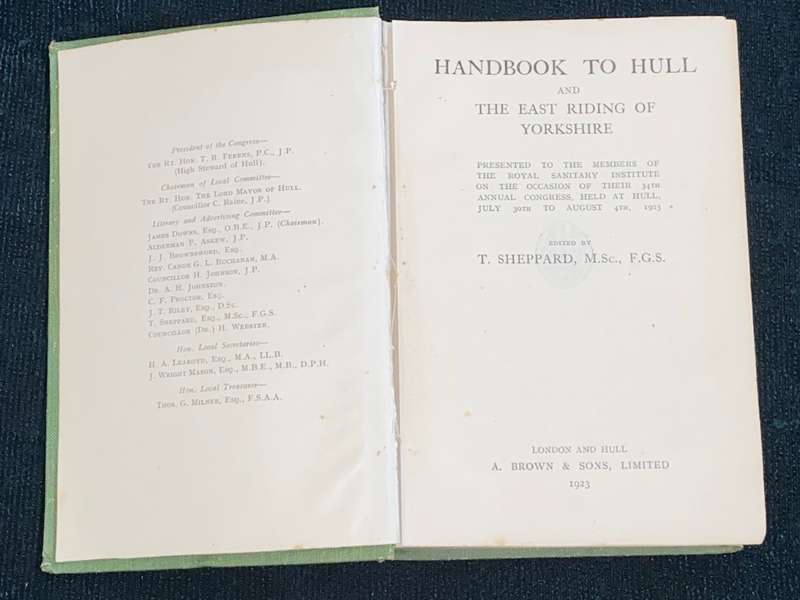 President of the Congress—
The Rt. Hon. T. R. Ferens, P.C., J.P.
(High Steward of Hull).
Chairman of Local Committee—
The Rt. Hon. The Lord Mayor of Hull.
(Councillor C. Raine, J.P.)
Literary and Advertising Committee—
James Downs, Esq., O.B.E., J.P. (Chairman).
Alderman P. Askew, J.P.
J. J. Brownsword, Esq.
Rev. Canon G. L. Buchanan, M.A.
Councillor H. Johnson, J.P.
Dr. A. H. Johnston.
C. F. Procter, Esq.
J. T. Riley, Esq., D.Sc.
T. Sheppard, Esq., M.Sc., F.G.S.
Councillor (Dr.) H. Webster.
Hon. Local Secretaries—
H. A. Learoyd, Esq., M.A., LL.B.
J. Wright Mason, Esq., M.B.E., M.B., D.P.H.
Hon. Local Treasurer—
Thos. G. Milner, Esq., F.S.A.A.
HANDBOOK TO HULL
AND
THE EAST RIDING OF
YORKSHIRE
PRESENTED TO THE MEMBERS OF
THE ROYAL SANITARY INSTITUTE
ON THE OCCASION OF THEIR 34TH
ANNUAL CONGRESS, HELD AT HULL,
JULY 30TH TO AUGUST 4TH, 1923
EDITED BY
T. SHEPPARD, M.Sc., F.G.S.
LONDON AND HULL
A. BROWN & SONS, LIMITED
1923